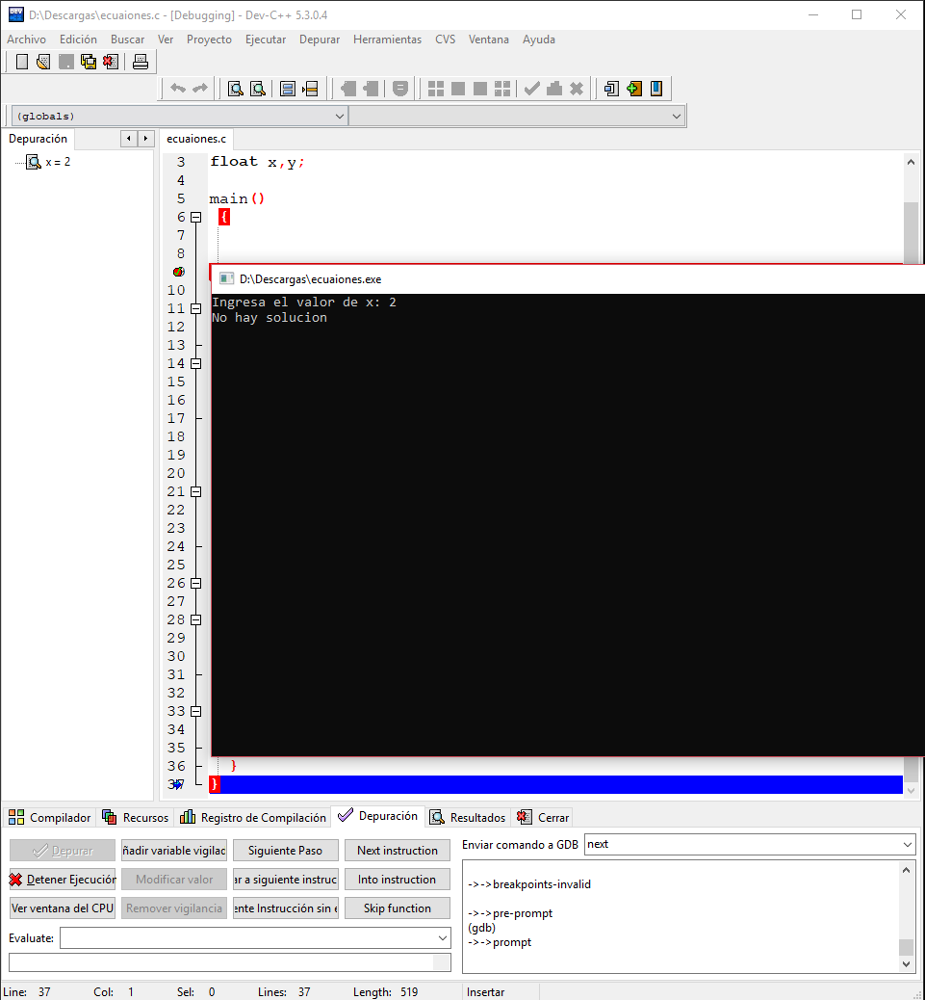 D:\Descargas\ecuaiones.c - [Debugging] - Dev-C++ 5.3.0.4
Archivo Edición Buscar Ver Proyecto Ejecutar Depurar Herramientas CVS Ventana Ayuda
(globals)
Depuración
x = 2
ecuaiones.c
3 float x,y;
4
5 main()
6 {
7
8
D:\Descargas\ecuaiones.exe
Ingresa el valor de x: 2
No hay solucion
10
11
12
13
14
15
16
17
18
19
20
21
22
23
24
25
26
27
28
29
30
31
32
33
34
35
36 }
37 }
Compilador Recursos Registro de Compilación Depuración Resultados Cerrar
Depurar ñadir variable vigilac Siguiente Paso Next instruction
Detener Ejecución Modificar valor ar a siguiente instruc Into instruction
Ver ventana del CPU Remover vigilancia ente Instrucción sin e Skip function
Evaluate:
Enviar comando a GDB next
->->breakpoints-invalid
->->pre-prompt
(gdb)
->->prompt
Line: 37 Col: 1 Sel: 0 Lines: 37 Length: 519 Insertar